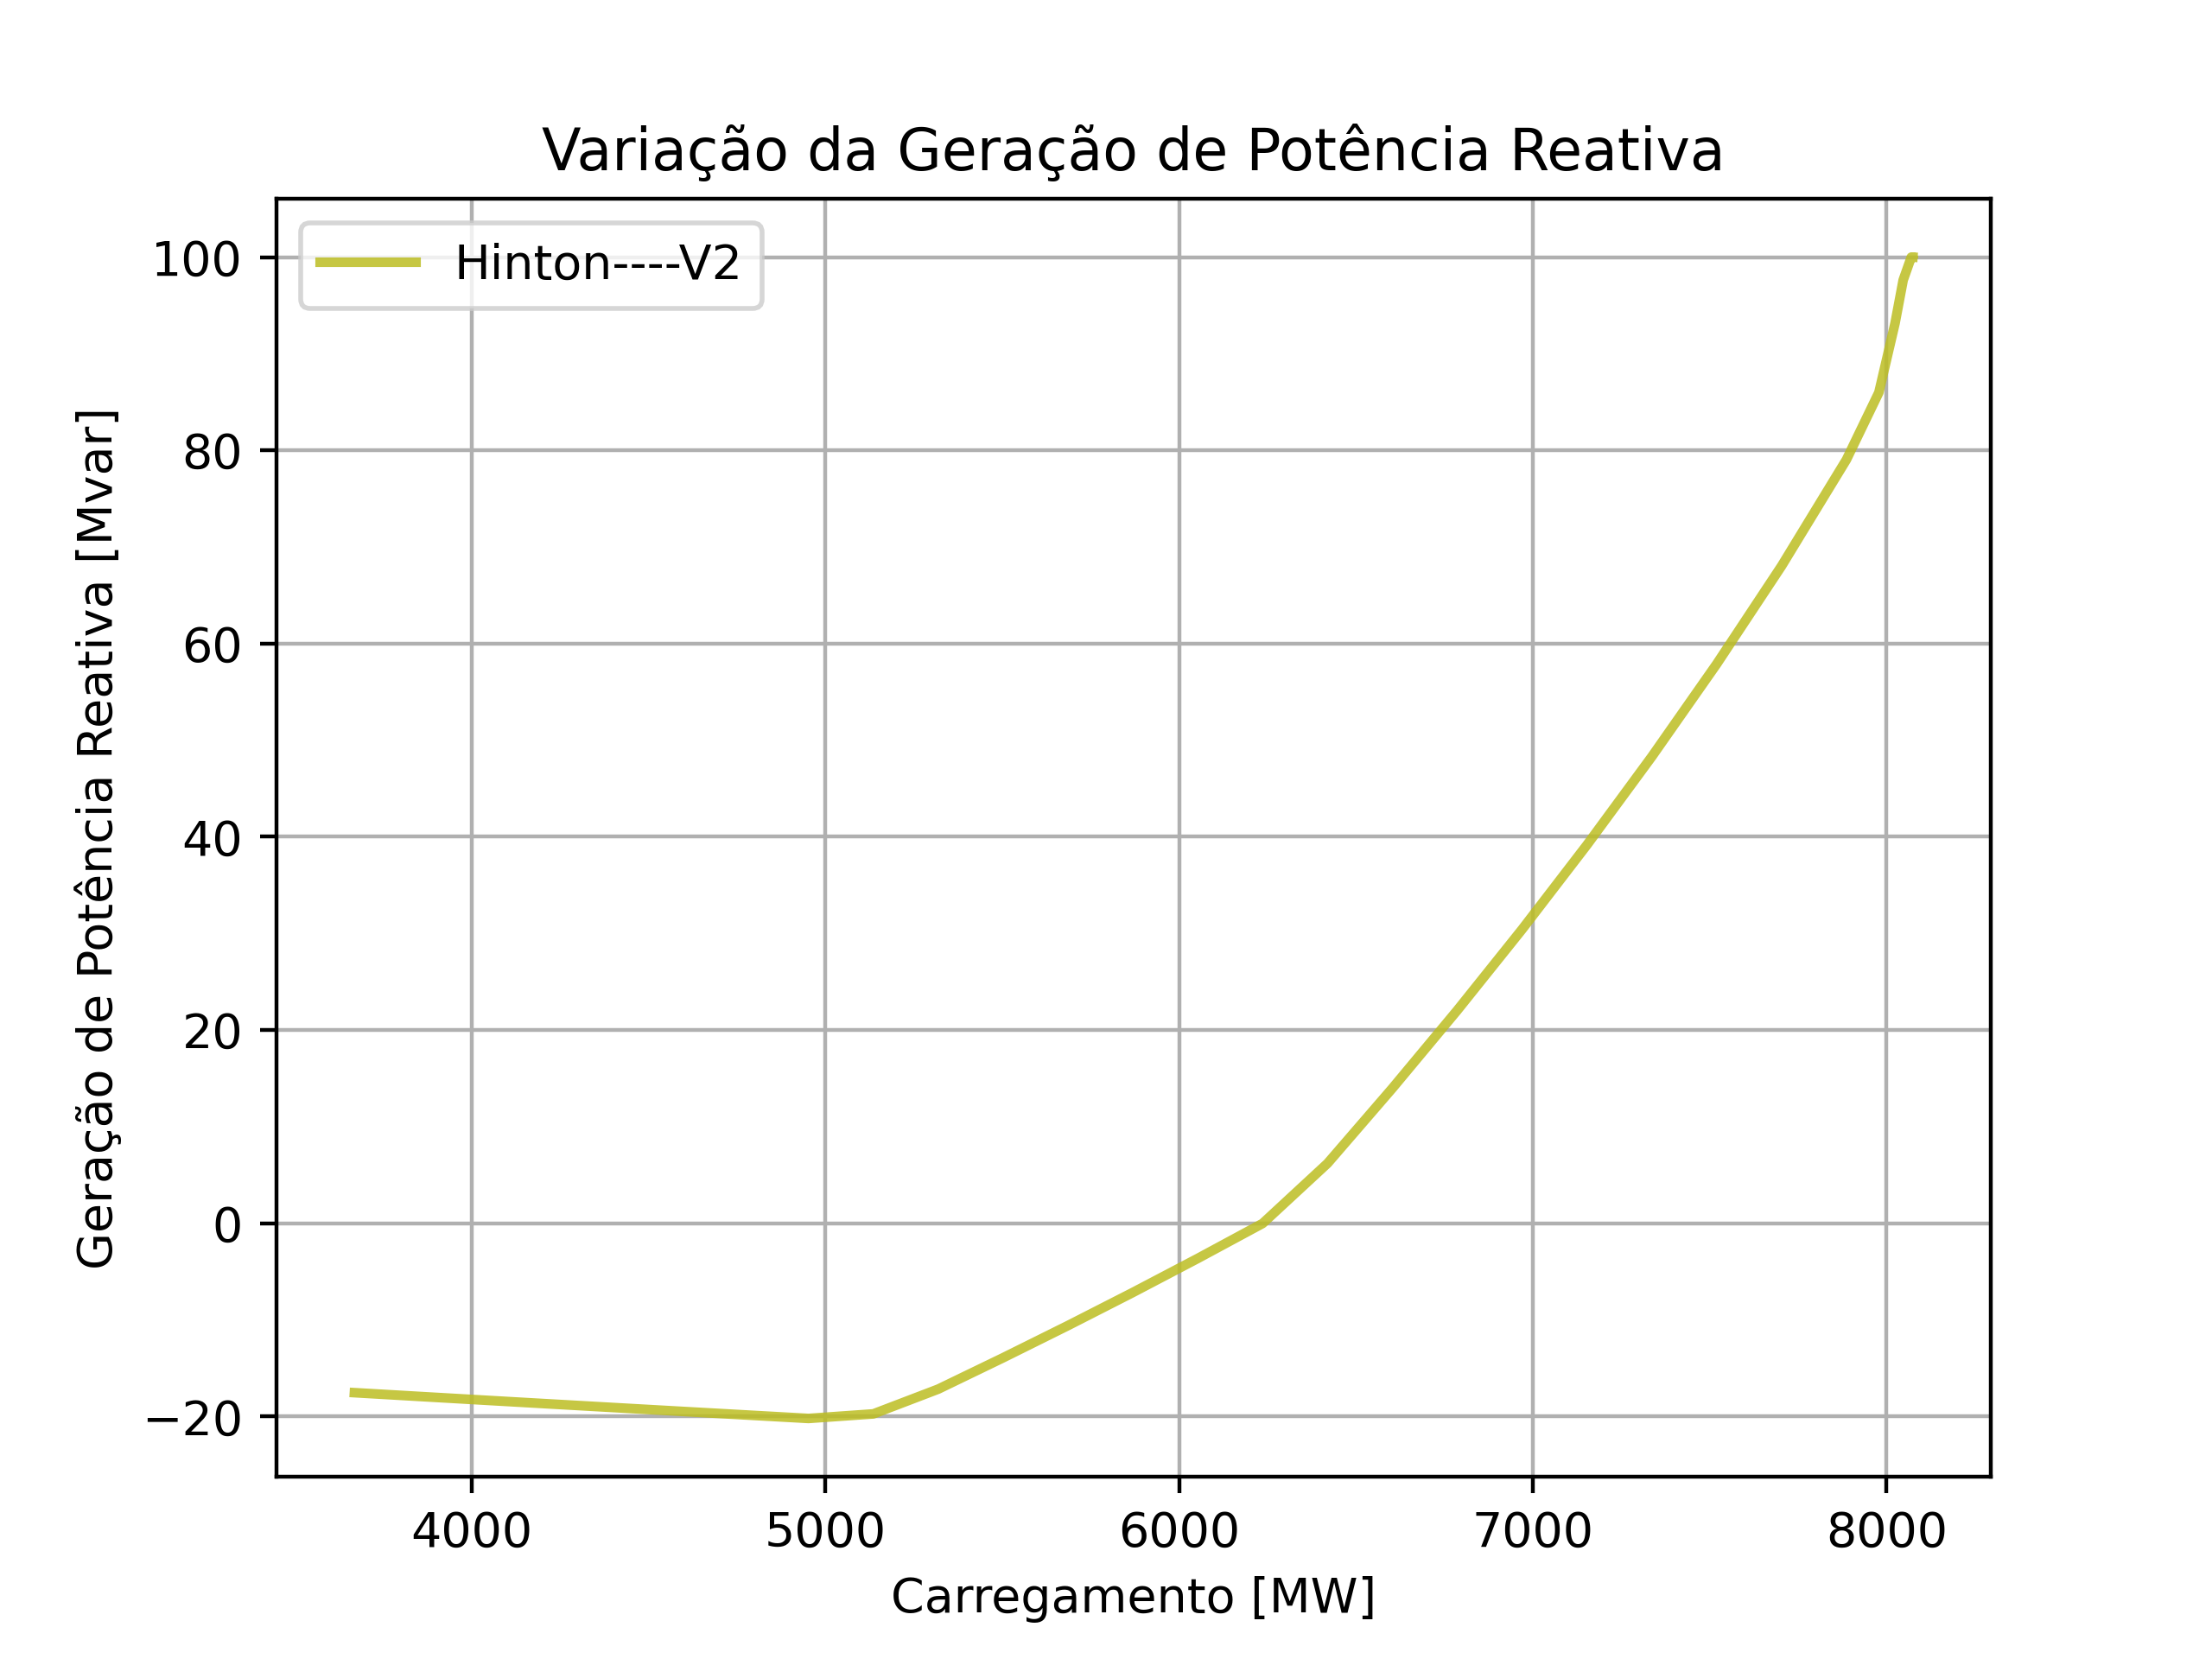 Variação da Geração de Potência Reativa
Hinton----V2
Geração de Potência Reativa [Mvar]
100
80
60
40
20
0
−20
4000 5000 6000 7000 8000
Carregamento [MW]